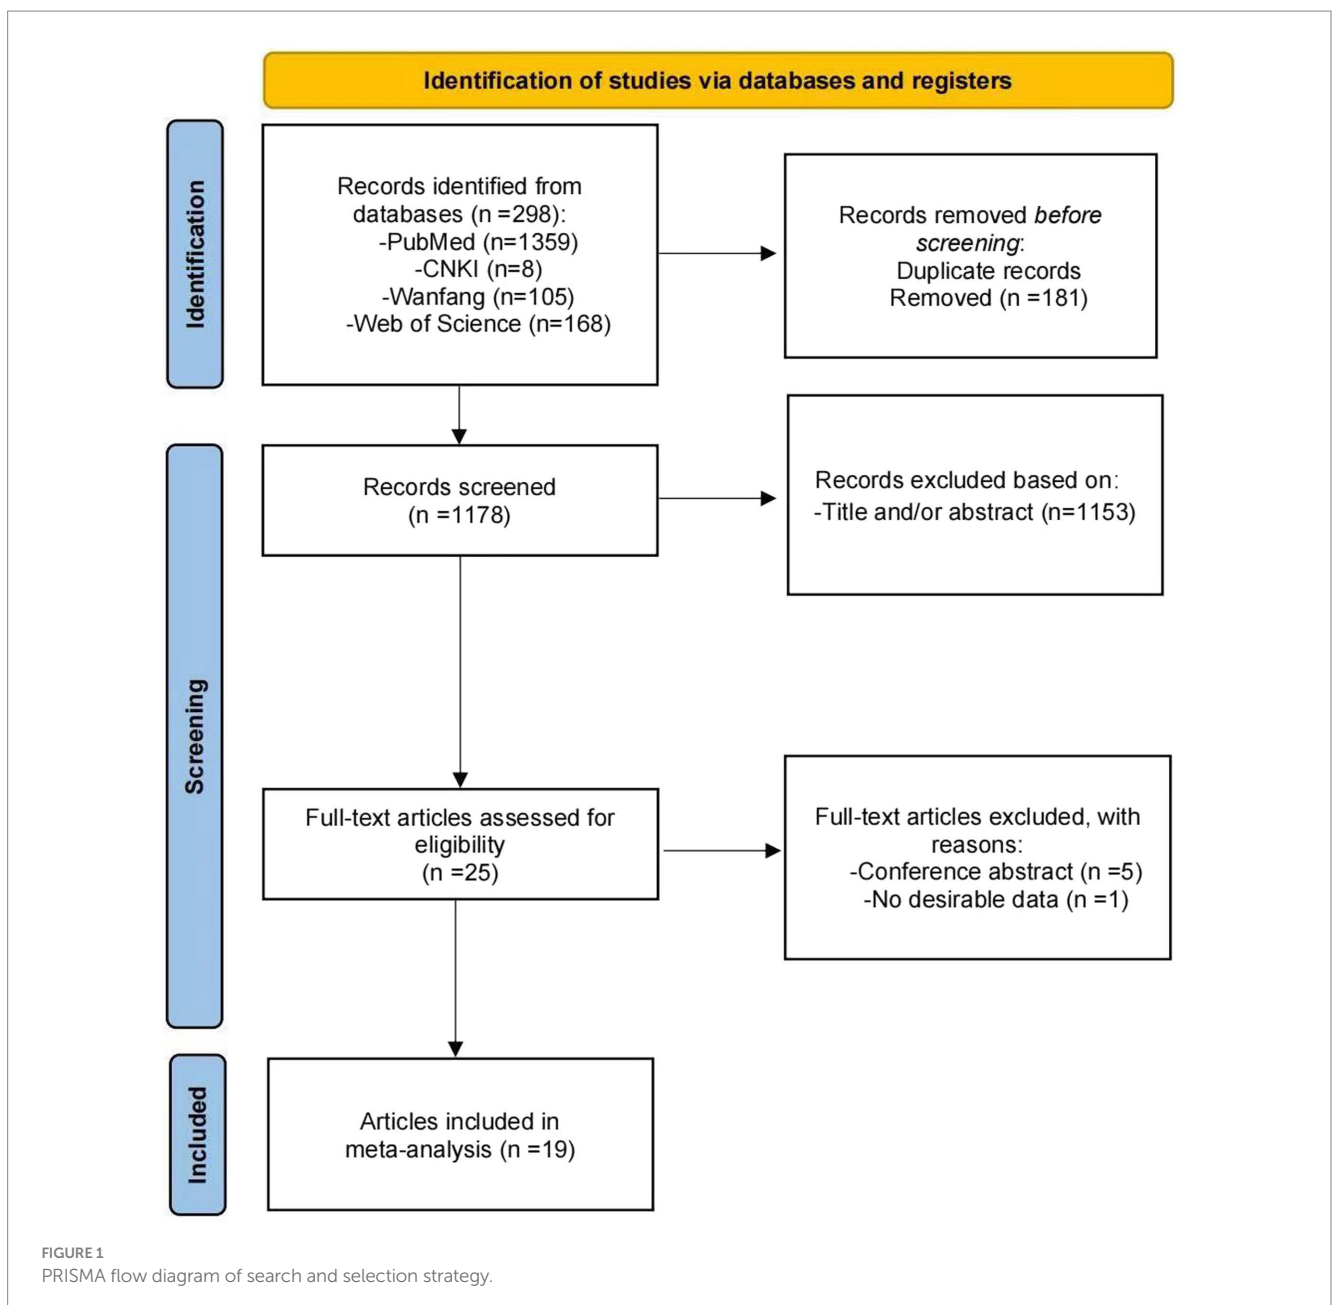 Identification of studies via databases and registers
Identification
Records identified from
databases (n =298):
-PubMed (n=1359)
-CNKI (n=8)
-Wanfang (n=105)
-Web of Science (n=168)
Records removed before
screening:
Duplicate records
Removed (n =181)
Screening
Records screened
(n =1178)
Records excluded based on:
-Title and/or abstract (n=1153)
Full-text articles assessed for
eligibility
(n =25)
Full-text articles excluded, with
reasons:
-Conference abstract (n =5)
-No desirable data (n =1)
Included
Articles included in
meta-analysis (n =19)
FIGURE 1
PRISMA flow diagram of search and selection strategy.